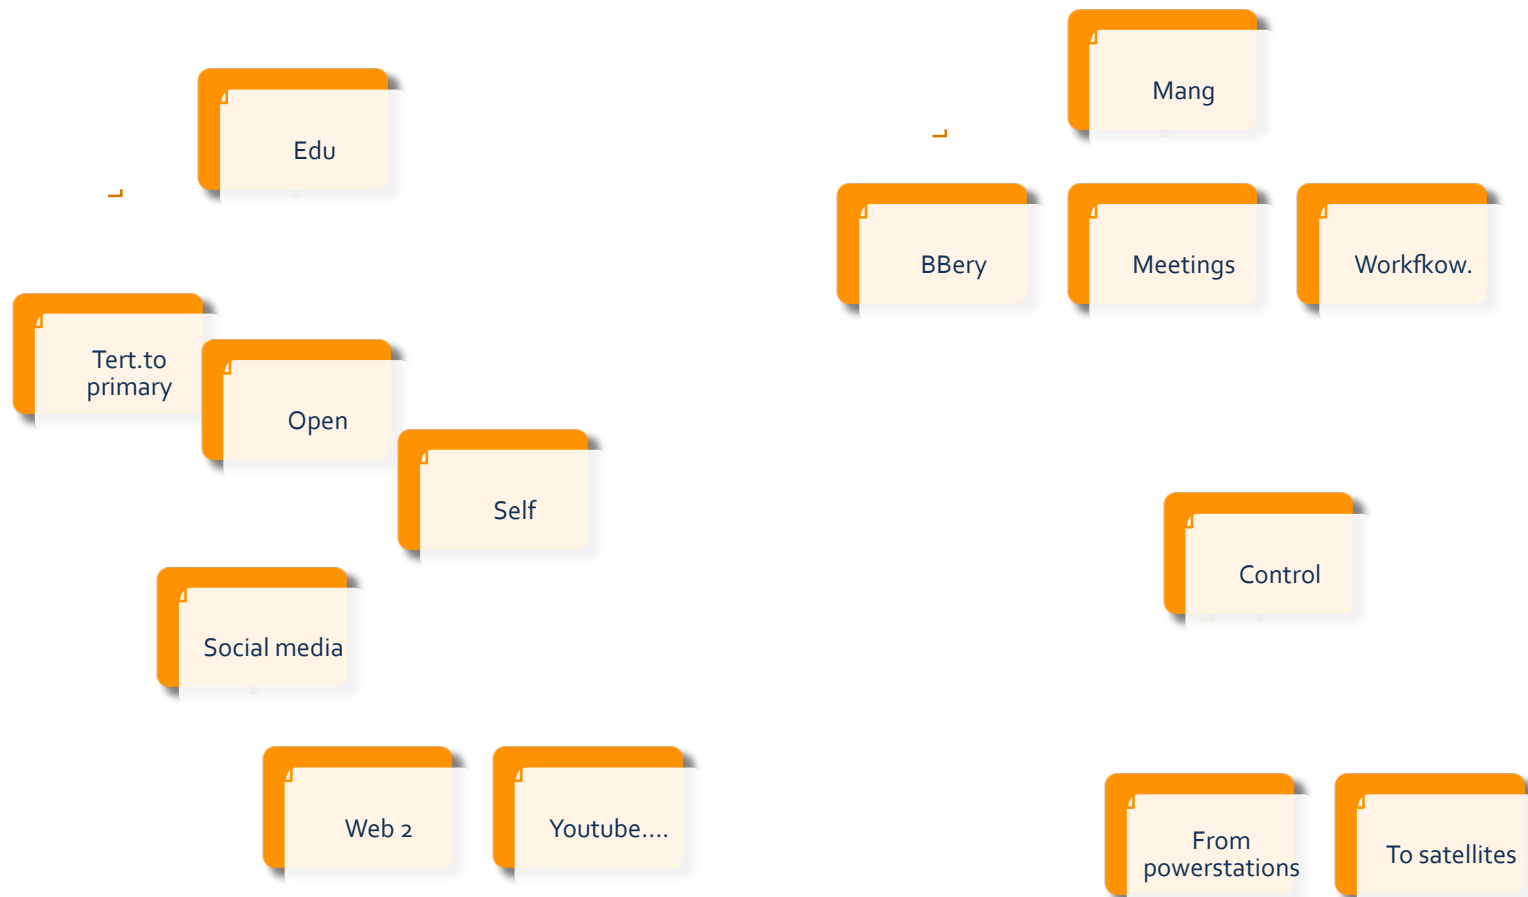 Edu
Tert.to
primary
Open
Self
Social media
Web 2
Youtube....
Mang
BBery
Meetings
Workfkow.
Control
From
powerstations
To satellites